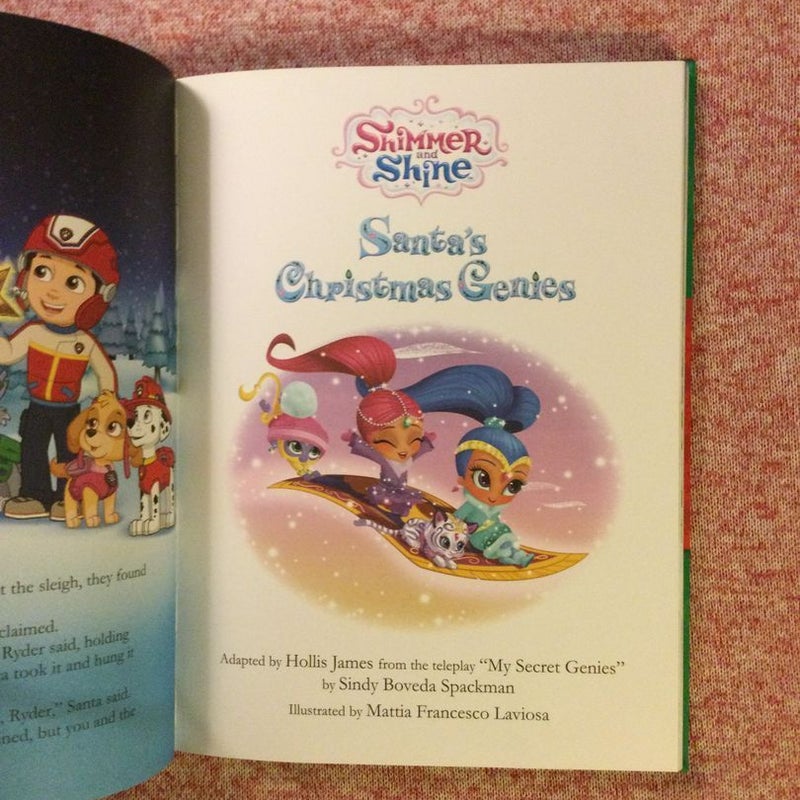 t the sleigh, they found
claimed.
Ryder said, holding
a took it and hung it
, Ryder," Santa said.
ned, but you and the
Shimmer
and
Shine
Santa's
Christmas Genies
Adapted by Hollis James from the teleplay “My Secret Genies”
by Sindy Boveda Spackman
Illustrated by Mattia Francesco Laviosa